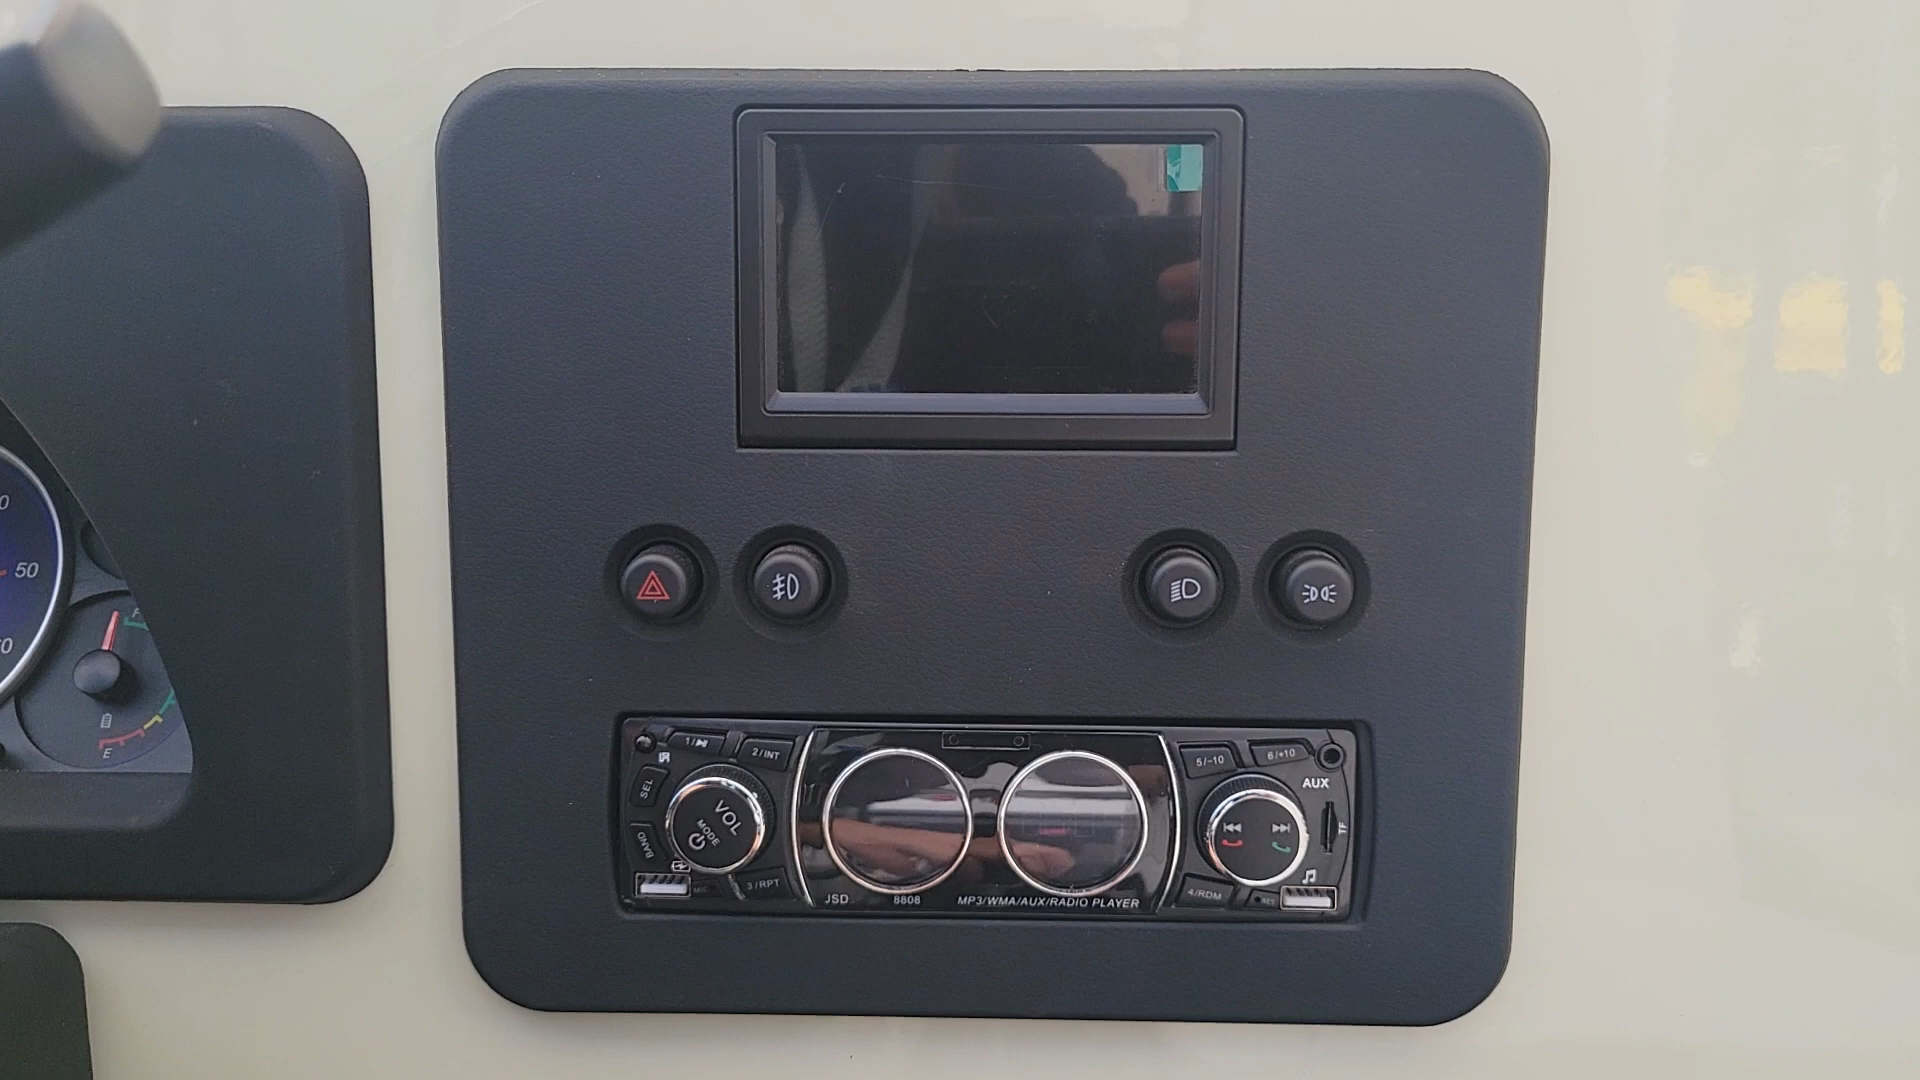 50
F
E
1/⏯
2/INT
SEL
VOL
MODE
BAND
MIC
3/RPT
JSD
8808
MP3/WMA/AUX/RADIO PLAYER
5/-10
6/+10
AUX
TF
4/RDM